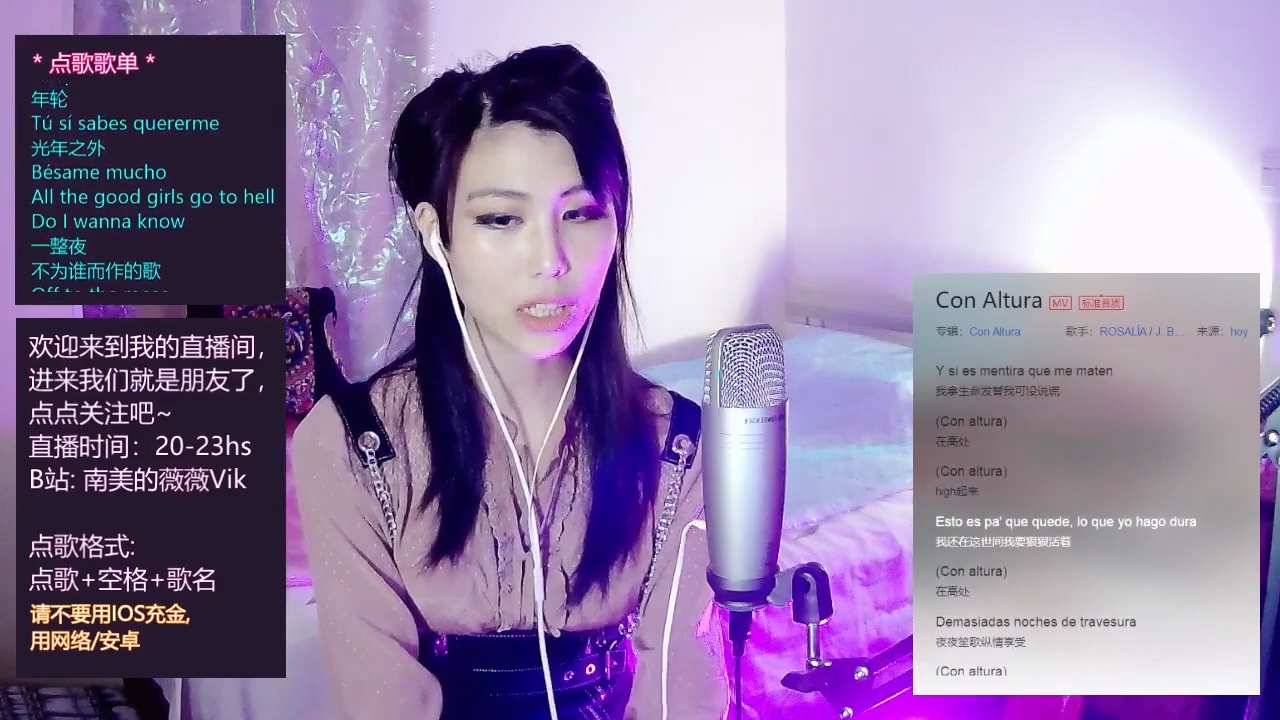 * 点歌歌单 *
年轮
Tú sí sabes quererme
光年之外
Bésame mucho
All the good girls go to hell
Do I wanna know
一整夜
不为谁而作的歌
Off to the races
欢迎来到我的直播间，
进来我们就是朋友了，
点点关注吧~
直播时间：20-23hs
B站: 南美的薇薇Vik
点歌格式:
点歌+空格+歌名
请不要用IOS充金,
用网络/安卓
Con Altura MV 标准音质
专辑：Con Altura 歌手：ROSALÍA / J. B... 来源：hoy
Y si es mentira que me maten
我拿生命发誓我可没说谎
(Con altura)
在高处
(Con altura)
high起来
Esto es pa' que quede, lo que yo hago dura
我还在这世间我要狠狠活着
(Con altura)
在高处
Demasiadas noches de travesura
夜夜笙歌纵情享受
(Con altura)